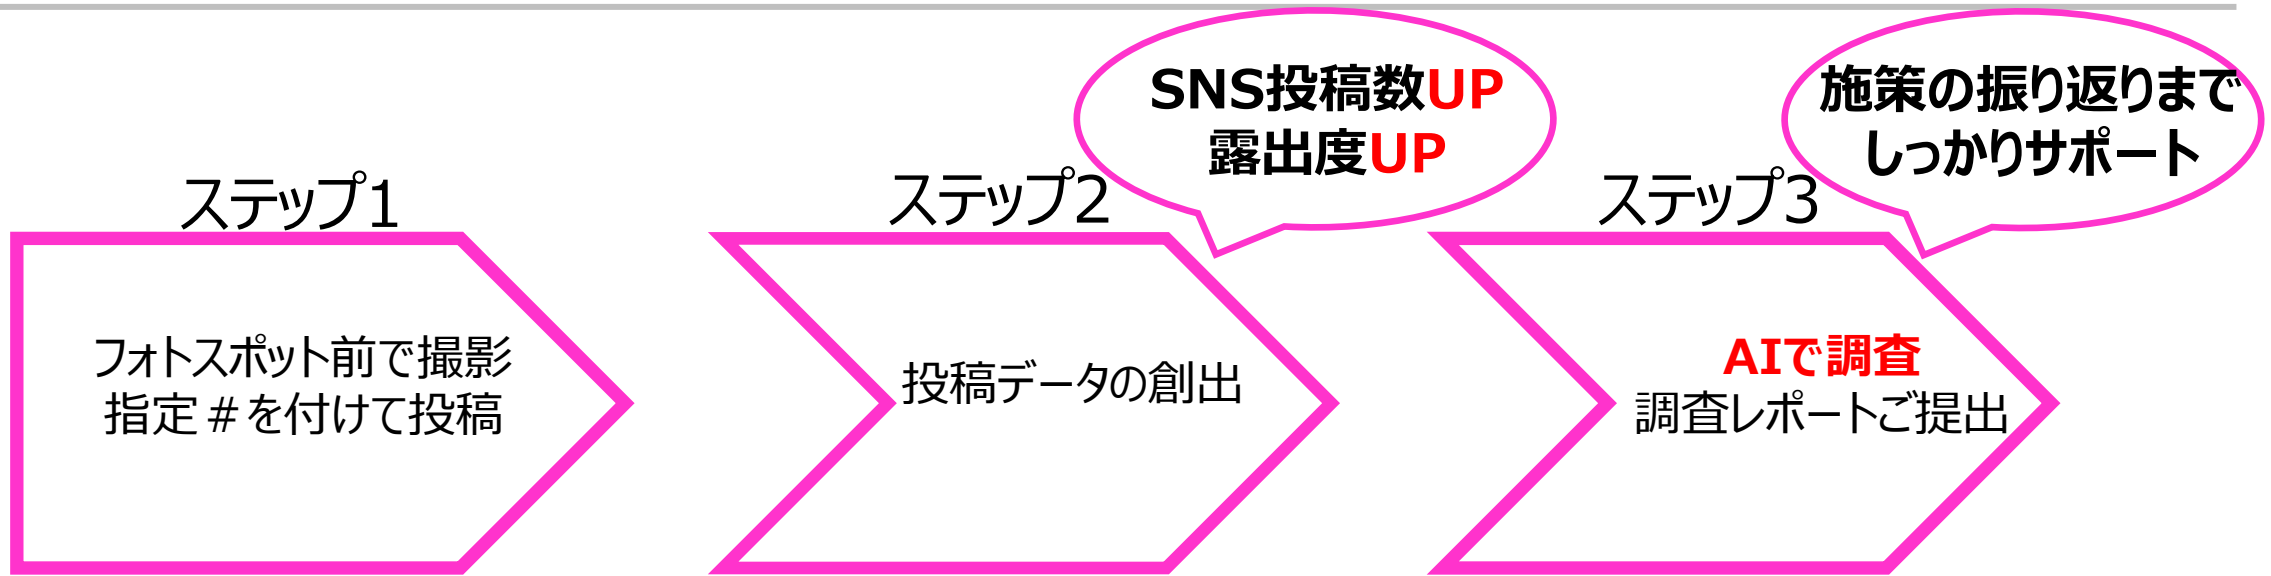 ステップ1
フォトスポット前で撮影
指定#を付けて投稿
ステップ2
SNS投稿数UP
露出度UP
投稿データの創出
ステップ3
施策の振り返りまで
しっかりサポート
AIで調査
調査レポートご提出